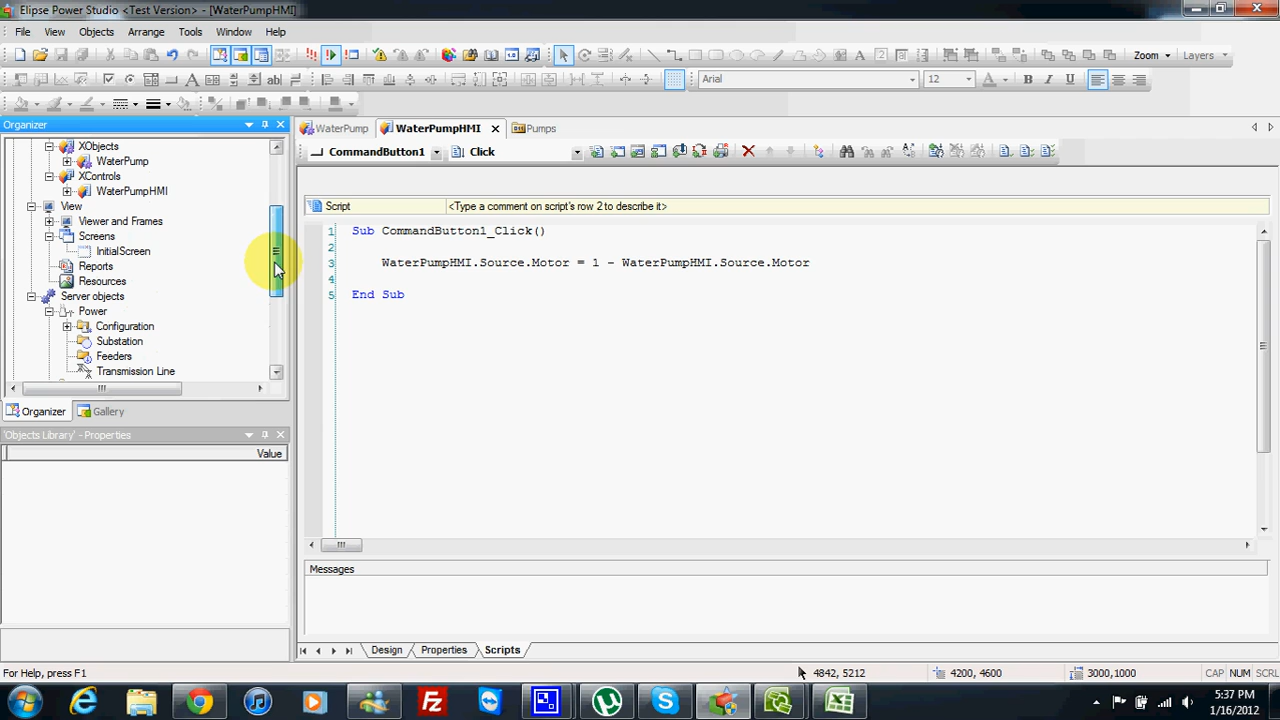 Elipse Power Studio <Test Version> - [WaterPumpHMI]
File View Objects Arrange Tools Window Help
Zoom Layers
Arial 12 B I U
Organizer
WaterPump WaterPumpHMI Pumps
CommandButton1 Click
XObjects
WaterPump
XControls
WaterPumpHMI
View
Viewer and Frames
Screens
InitialScreen
Reports
Resources
Server objects
Power
Configuration
Substation
Feeders
Transmission Line
Organizer Gallery
'Objects Library' - Properties
Value
Script <Type a comment on script's row 2 to describe it>
1 Sub CommandButton1_Click()
2
3 WaterPumpHMI.Source.Motor = 1 - WaterPumpHMI.Source.Motor
4
5 End Sub
Messages
Design Properties Scripts
For Help, press F1 4842, 5212 4200, 4600 3000,1000 CAP NUM SCRL
5:37 PM
1/16/2012